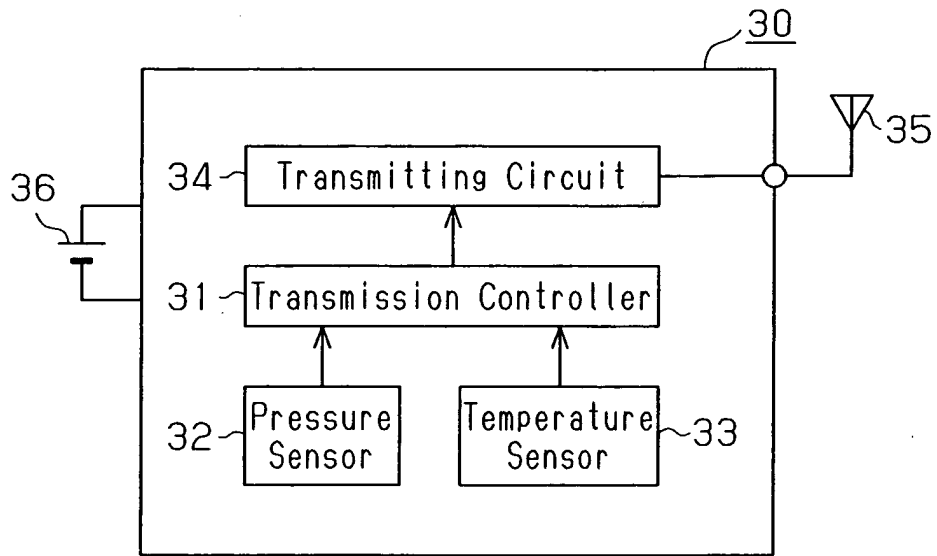 30
35
34
Transmitting Circuit
36
31
Transmission Controller
32
Pressure
Sensor
Temperature
Sensor
33